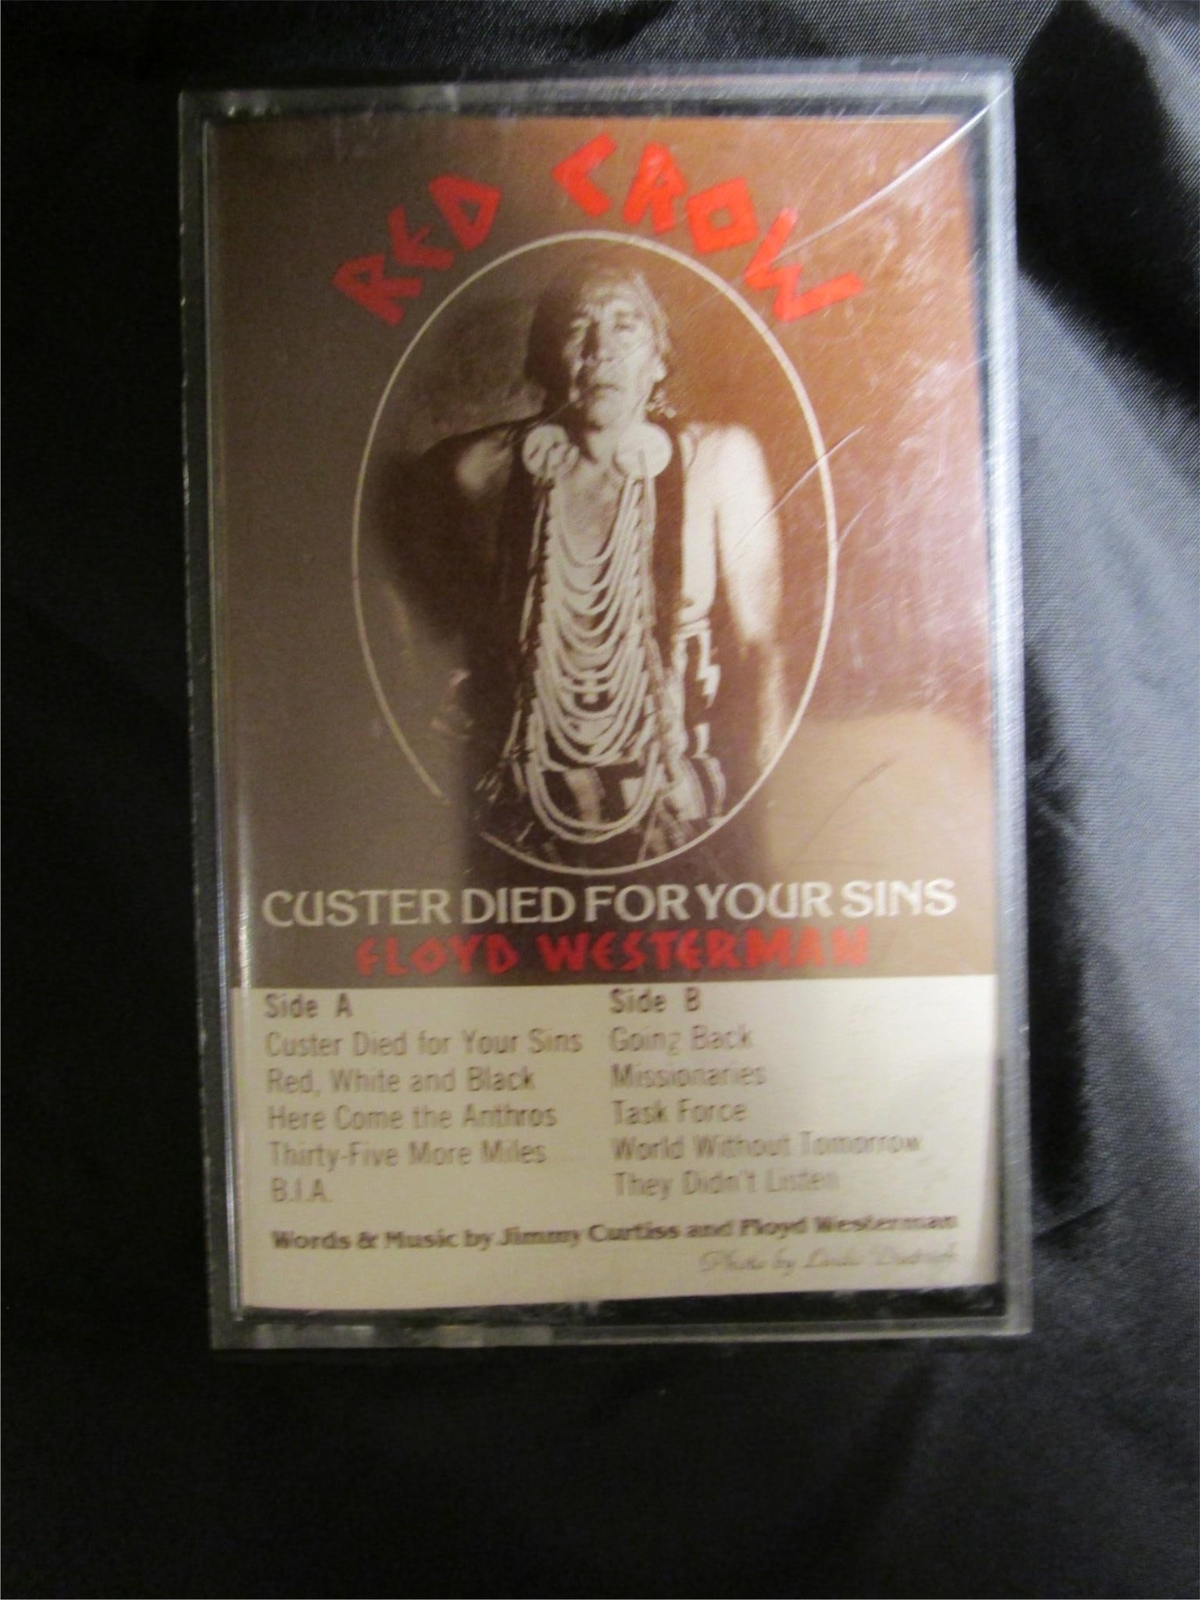 RED CROW
CUSTER DIED FOR YOUR SINS
FLOYD WESTERMAN
Side A
Custer Died for Your Sins
Red, White and Black
Here Come the Anthros
Thirty-Five More Miles
B.I.A.
Side B
Going Back
Missionaries
Task Force
World Without Tomorrow
They Didn't Listen
Words & Music by Jimmy Curtiss and Floyd Westerman
Photo by